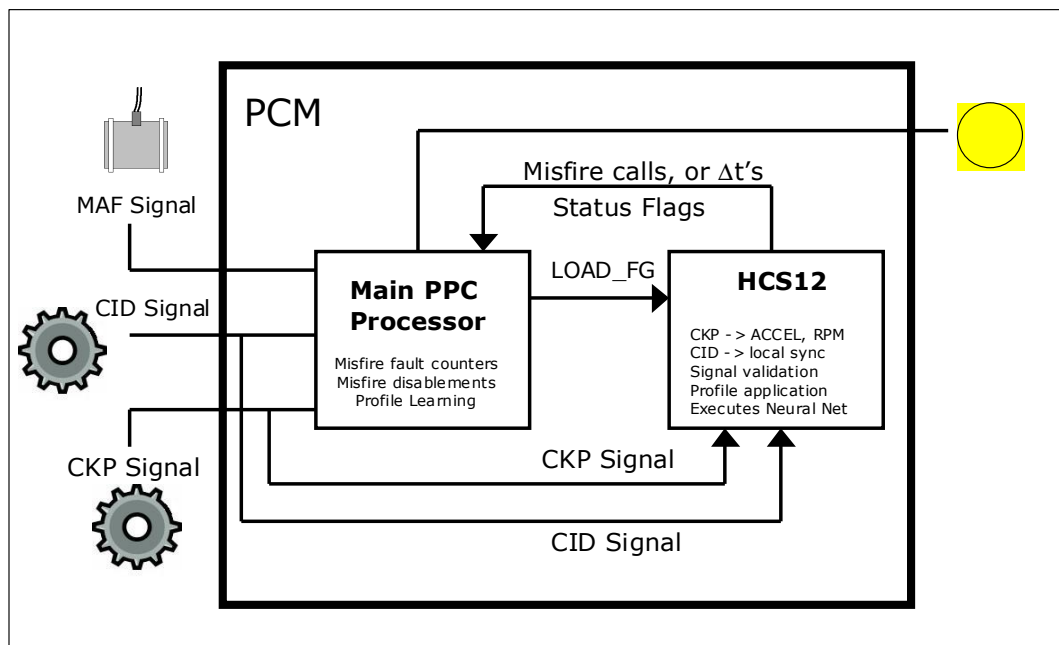 PCM
MAF Signal
CID Signal
CKP Signal
Misfire calls, or Δt's
Status Flags
LOAD_FG
Main PPC
Processor
Misfire fault counters
Misfire disablements
Profile Learning
HCS12
CKP - > ACCEL, RPM
CID -> local sync
Signal validation
Profile application
Executes Neural Net
CKP Signal
CID Signal